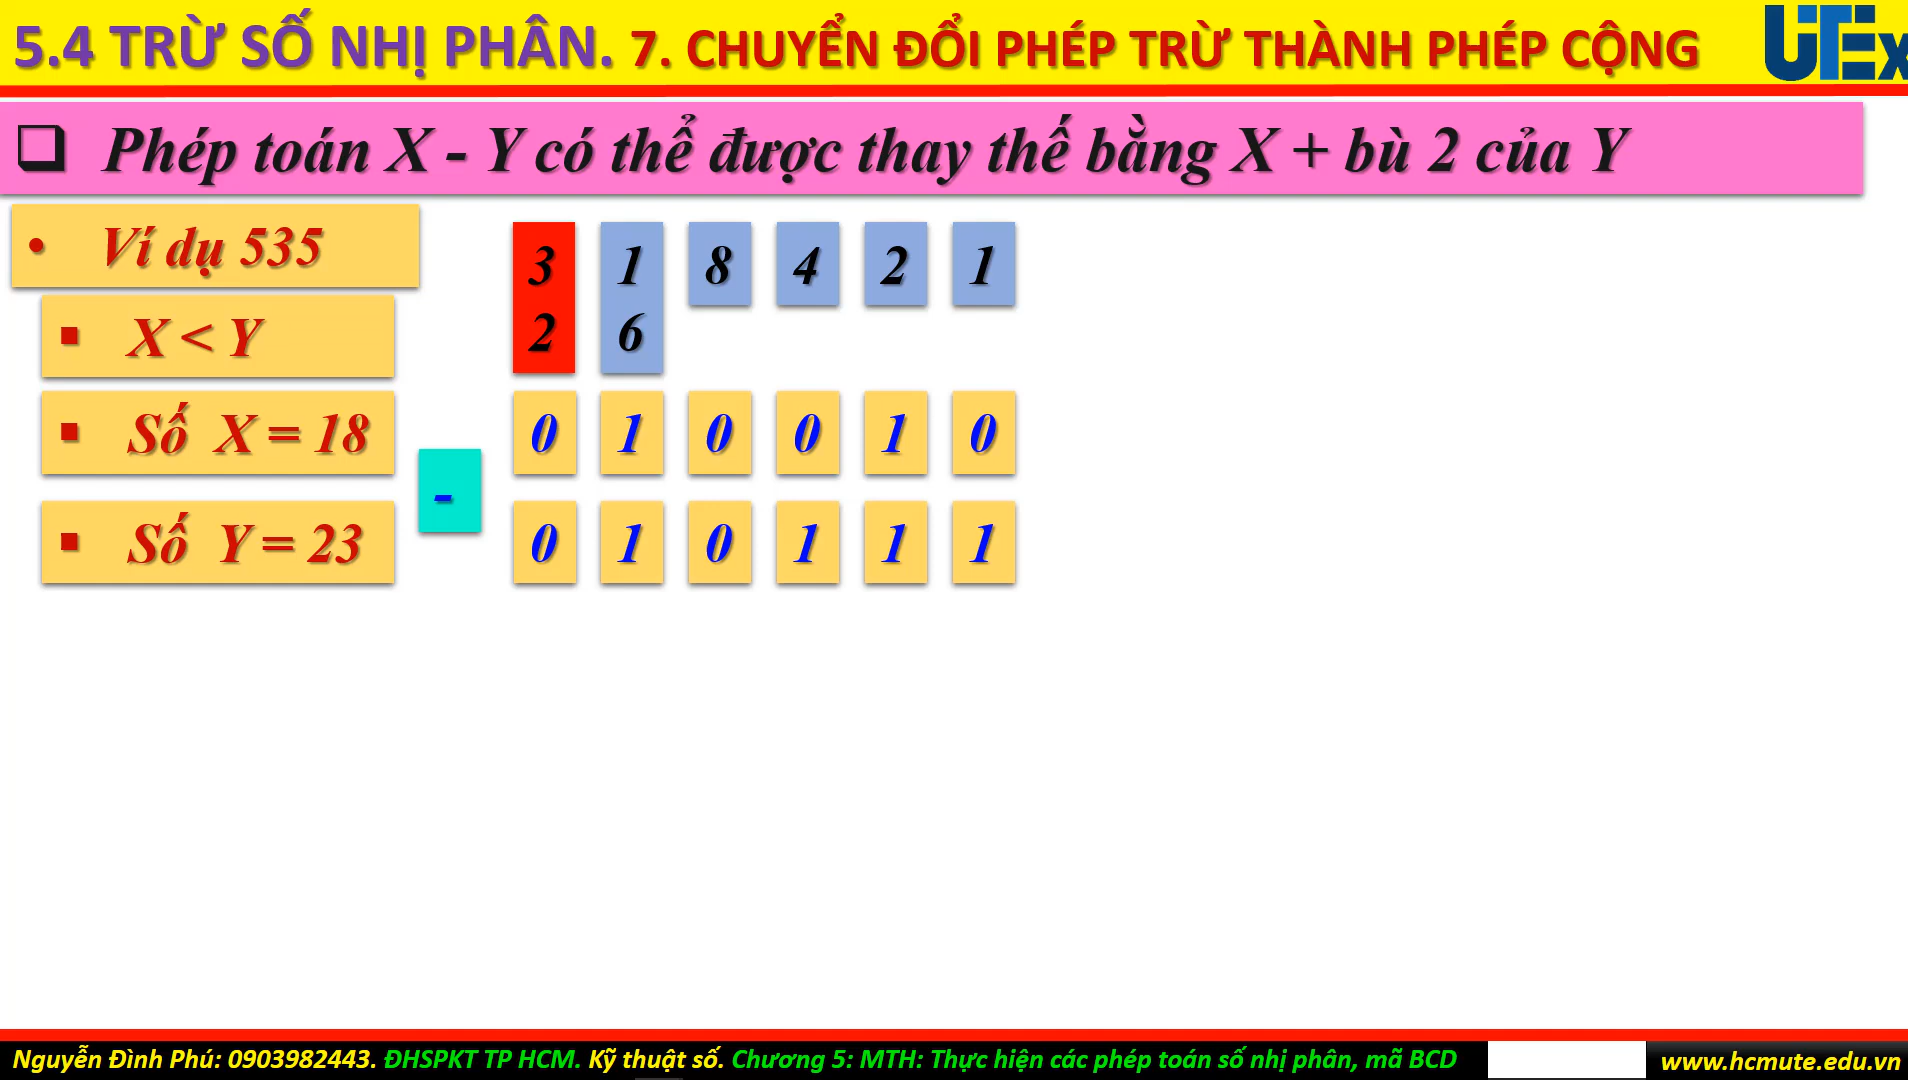 5.4 TRỪ SỐ NHỊ PHÂN. 7. CHUYỂN ĐỔI PHÉP TRỪ THÀNH PHÉP CỘNG
UTEx
Phép toán X - Y có thể được thay thế bằng X + bù 2 của Y
• Ví dụ 535
32 16 8 4 2 1
▪ X < Y
▪ Số X = 18
0 1 0 0 1 0
-
▪ Số Y = 23
0 1 0 1 1 1
Nguyễn Đình Phú: 0903982443. ĐHSPKT TP HCM. Kỹ thuật số. Chương 5: MTH: Thực hiện các phép toán số nhị phân, mã BCD
www.hcmute.edu.vn